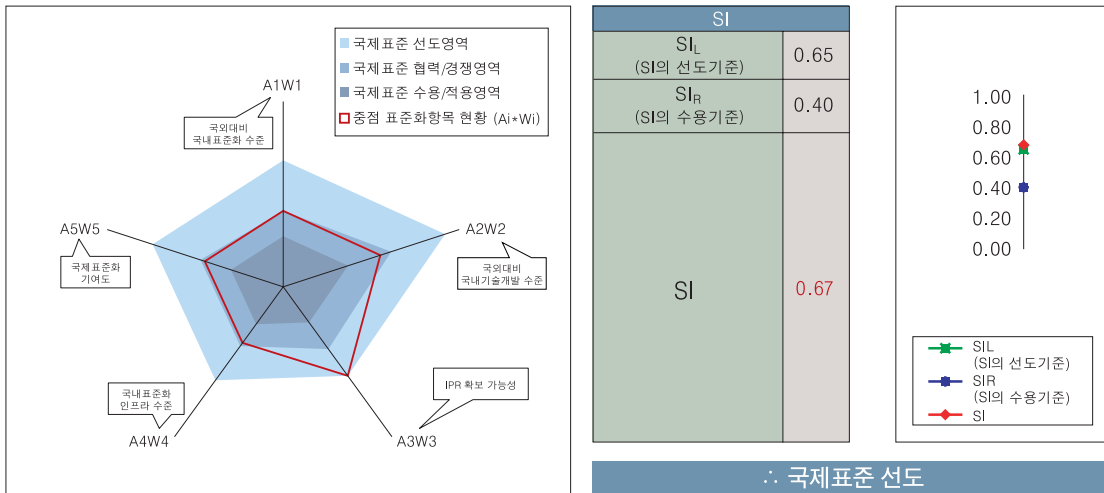 국제표준 선도영역
국제표준 협력/경쟁영역
국제표준 수용/적용영역
중점 표준화항목 현황 (Ai*Wi)
A1W1
국외대비
국내표준화 수준
A2W2
국외대비
국내기술개발 수준
A3W3
IPR 확보 가능성
A4W4
국내표준화
인프라 수준
A5W5
국제표준화
기여도
SI
SIL
(SI의 선도기준)
0.65
SIR
(SI의 수용기준)
0.40
SI
0.67
1.00
0.80
0.60
0.40
0.20
0.00
SIL
(SI의 선도기준)
SIR
(SI의 수용기준)
SI
∴ 국제표준 선도